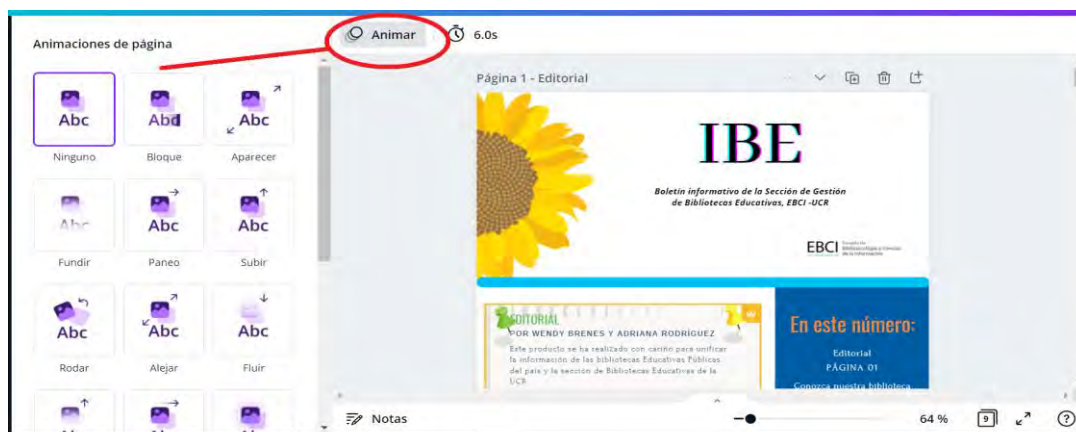 Animaciones de página
Abc
Abc
Abc
Ninguno
Bloque
Aparecer
Abc
Abc
Abc
Fundir
Paneo
Subir
Abc
Abc
Abc
Rodar
Alejar
Fluir
Animar
6.0s
Página 1 - Editorial
IBE
Boletín informativo de la Sección de Gestión
de Bibliotecas Educativas, EBCI -UCR
EBCI
EDITORIAL
POR WENDY BRENES Y ADRIANA RODRÍGUEZ
Este producto se ha realizado con cariño para unificar
la información de las bibliotecas Educativas Públicas
del país y la sección de Bibliotecas Educativas de la
UCR
En este número:
Editorial
PÁGINA 01
Conozca nuestra biblioteca
Notas
64 %
9
?